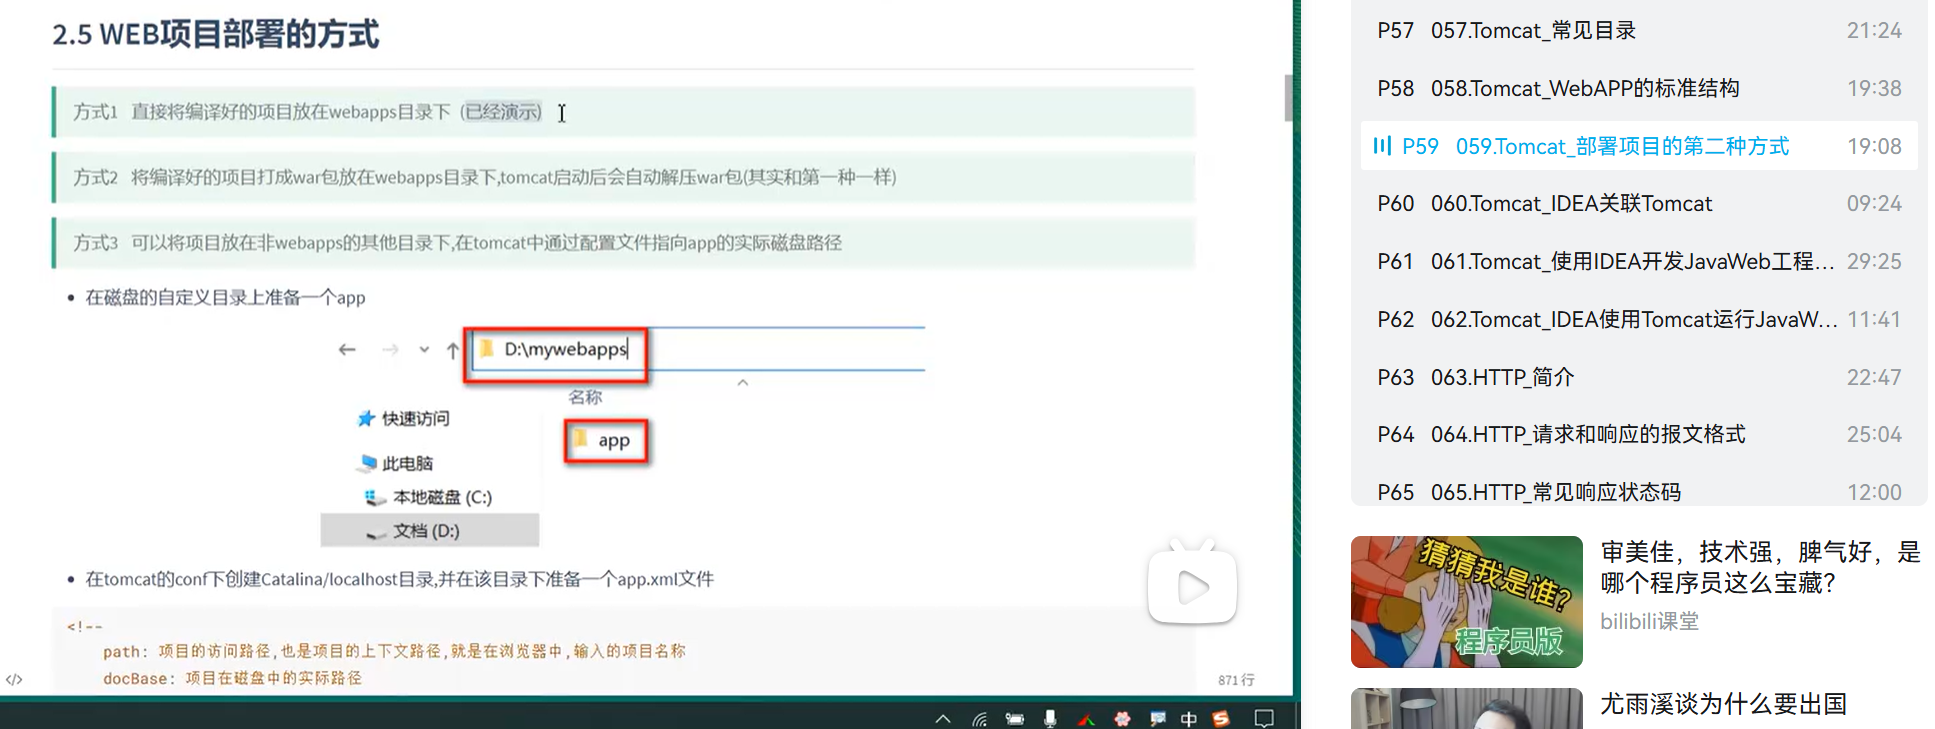 2.5 WEB项目部署的方式
方式1 直接将编译好的项目放在webapps目录下 (已经演示)
方式2 将编译好的项目打成war包放在webapps目录下,tomcat启动后会自动解压war包(其实和第一种一样)
方式3 可以将项目放在非webapps的其他目录下,在tomcat中通过配置文件指向app的实际磁盘路径
在磁盘的自定义目录上准备一个app
D:\mywebapps
名称
快速访问
app
此电脑
本地磁盘 (C:)
文档 (D:)
在tomcat的conf下创建Catalina/localhost目录,并在该目录下准备一个app.xml文件
<!--
path: 项目的访问路径,也是项目的上下文路径,就是在浏览器中,输入的项目名称
docBase: 项目在磁盘中的实际路径
</>
871 行
中
P57 057.Tomcat_常见目录 21:24
P58 058.Tomcat_WebAPP的标准结构 19:38
P59 059.Tomcat_部署项目的第二种方式 19:08
P60 060.Tomcat_IDEA关联Tomcat 09:24
P61 061.Tomcat_使用IDEA开发JavaWeb工程... 29:25
P62 062.Tomcat_IDEA使用Tomcat运行JavaW... 11:41
P63 063.HTTP_简介 22:47
P64 064.HTTP_请求和响应的报文格式 25:04
P65 065.HTTP_常见响应状态码 12:00
猜猜我是谁?
程序员版
审美佳，技术强，脾气好，是
哪个程序员这么宝藏？
bilibili课堂
尤雨溪谈为什么要出国